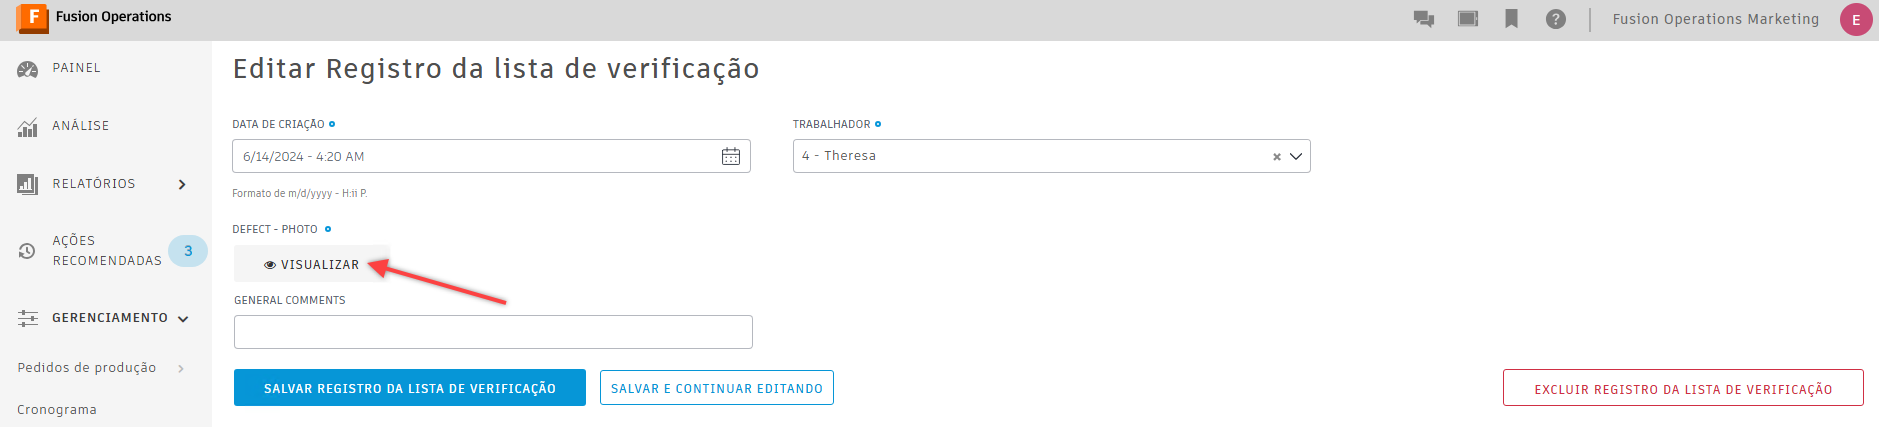 F Fusion Operations
? Fusion Operations Marketing E
PAINEL
ANÁLISE
RELATÓRIOS
AÇÕES
RECOMENDADAS 3
GERENCIAMENTO
Pedidos de produção
Cronograma
Editar Registro da lista de verificação
DATA DE CRIAÇÃO
6/14/2024 - 4:20 AM
Formato de m/d/yyyy - H:ii P.
TRABALHADOR
4 - Theresa
DEFECT - PHOTO
VISUALIZAR
GENERAL COMMENTS
SALVAR REGISTRO DA LISTA DE VERIFICAÇÃO
SALVAR E CONTINUAR EDITANDO
EXCLUIR REGISTRO DA LISTA DE VERIFICAÇÃO